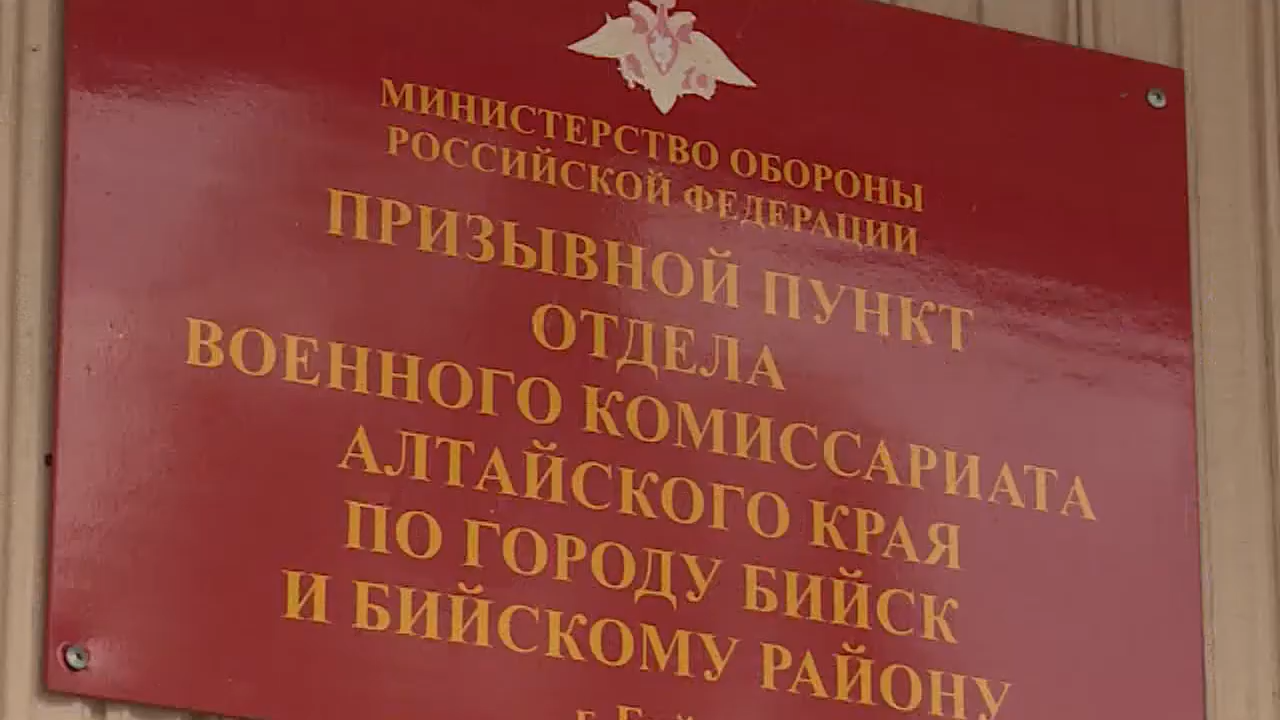 МИНИСТЕРСТВО ОБОРОНЫ
РОССИЙСКОЙ ФЕДЕРАЦИИ
ПРИЗЫВНОЙ ПУНКТ
ОТДЕЛА
ВОЕННОГО КОМИССАРИАТА
АЛТАЙСКОГО КРАЯ
ПО ГОРОДУ БИЙСК
И БИЙСКОМУ РАЙОНУ